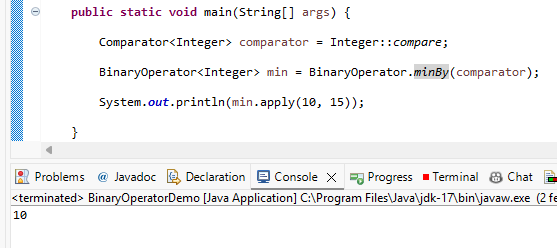 public static void main(String[] args) {
Comparator<Integer> comparator = Integer::compare;
BinaryOperator<Integer> min = BinaryOperator.minBy(comparator);
System.out.println(min.apply(10, 15));
}
Problems @ Javadoc Declaration Console Progress Terminal Chat
<terminated> BinaryOperatorDemo [Java Application] C:\Program Files\Java\jdk-17\bin\javaw.exe (2 fe
10